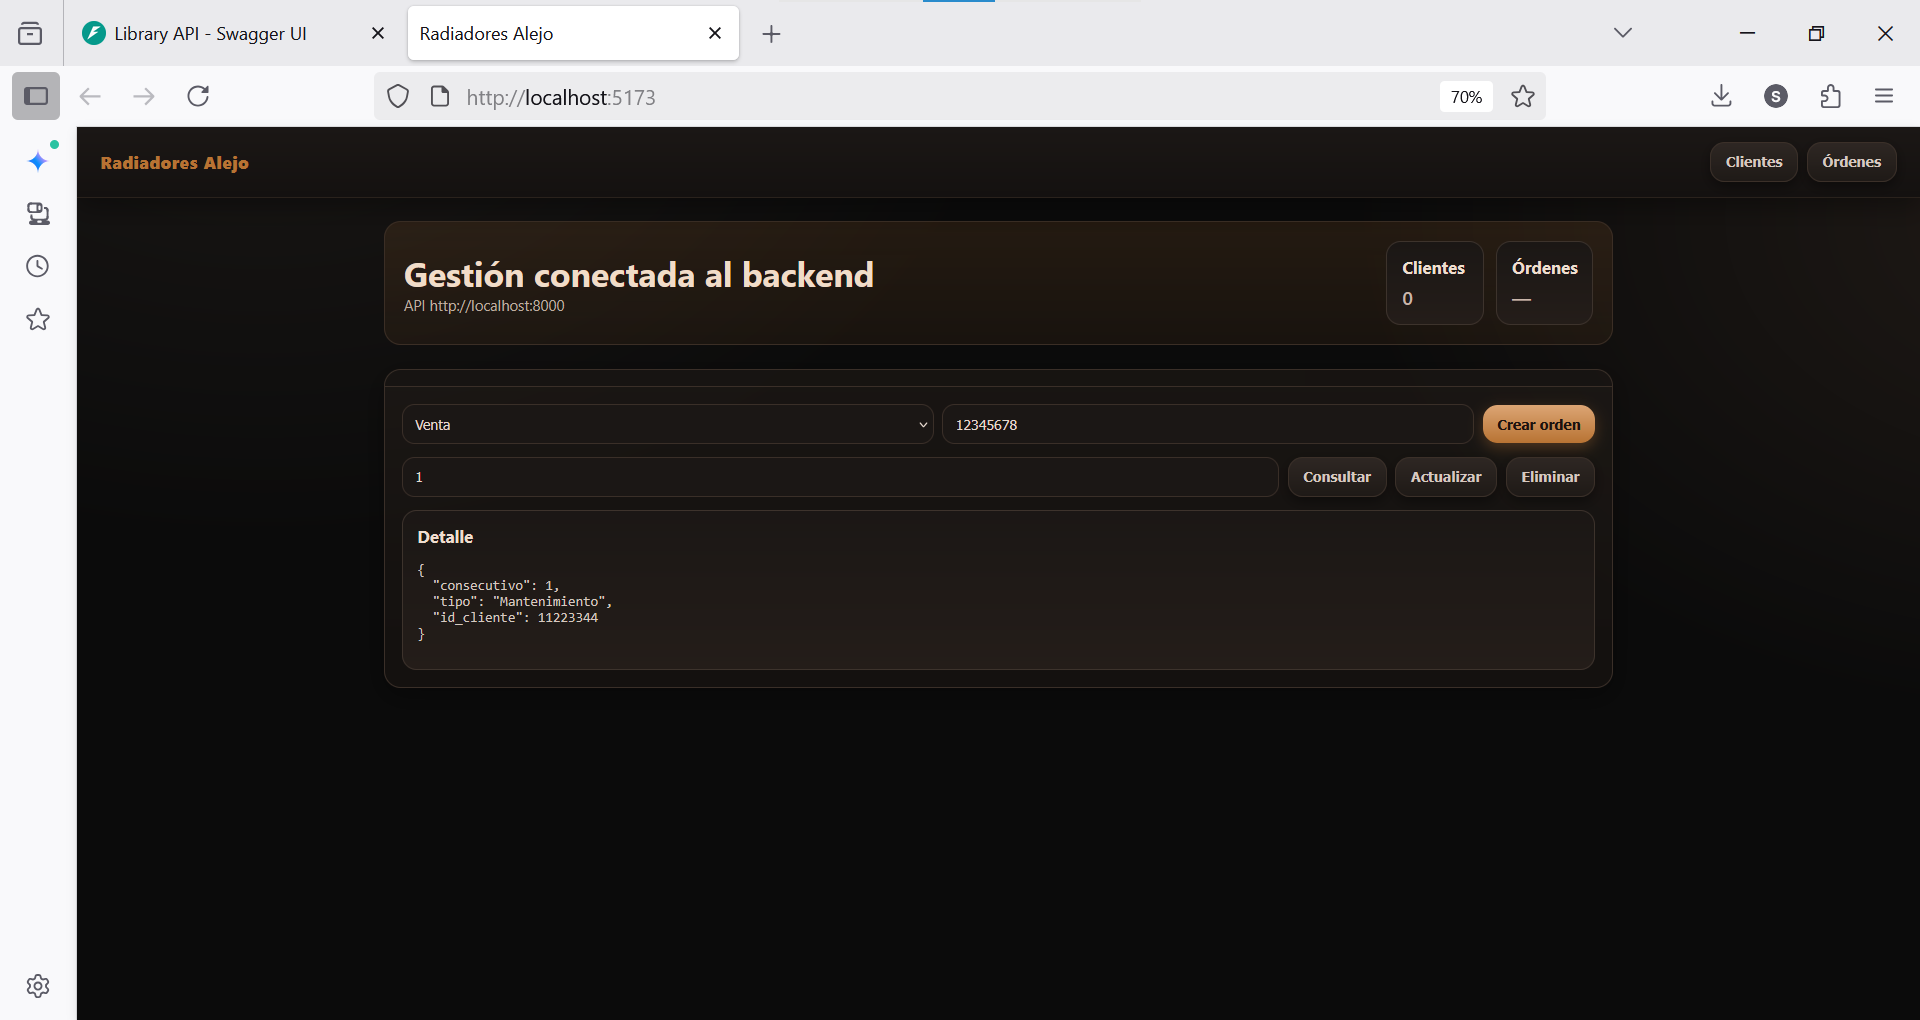 Library API - Swagger UI
Radiadores Alejo
http://localhost:5173
70%
S
Radiadores Alejo
Clientes
Órdenes
Gestión conectada al backend
API http://localhost:8000
Clientes
0
Órdenes
—
Venta
12345678
Crear orden
1
Consultar
Actualizar
Eliminar
Detalle
{
"consecutivo": 1,
"tipo": "Mantenimiento",
"id_cliente": 11223344
}